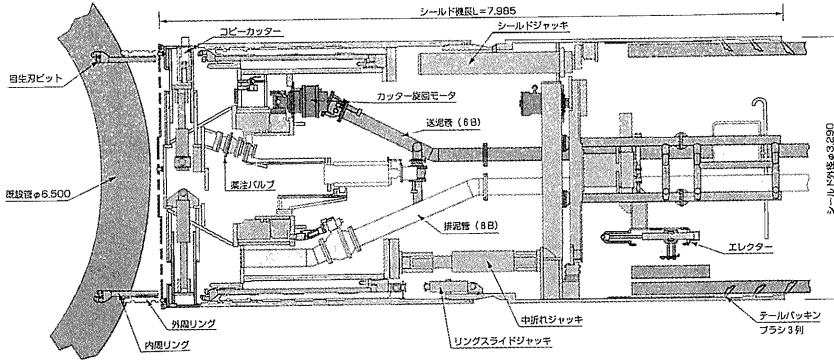 シールド機長L=7.985
コピーカッター
シールドジャッキ
自生刃ビット
カッター旋回モータ
送泥管（6B）
シールド外径φ3.290
薬注バルブ
既設管φ6.500
排泥管（8B）
エレクター
外周リング
中折れジャッキ
テールパッキン
ブラシ3列
内周リング
リングスライドジャッキ